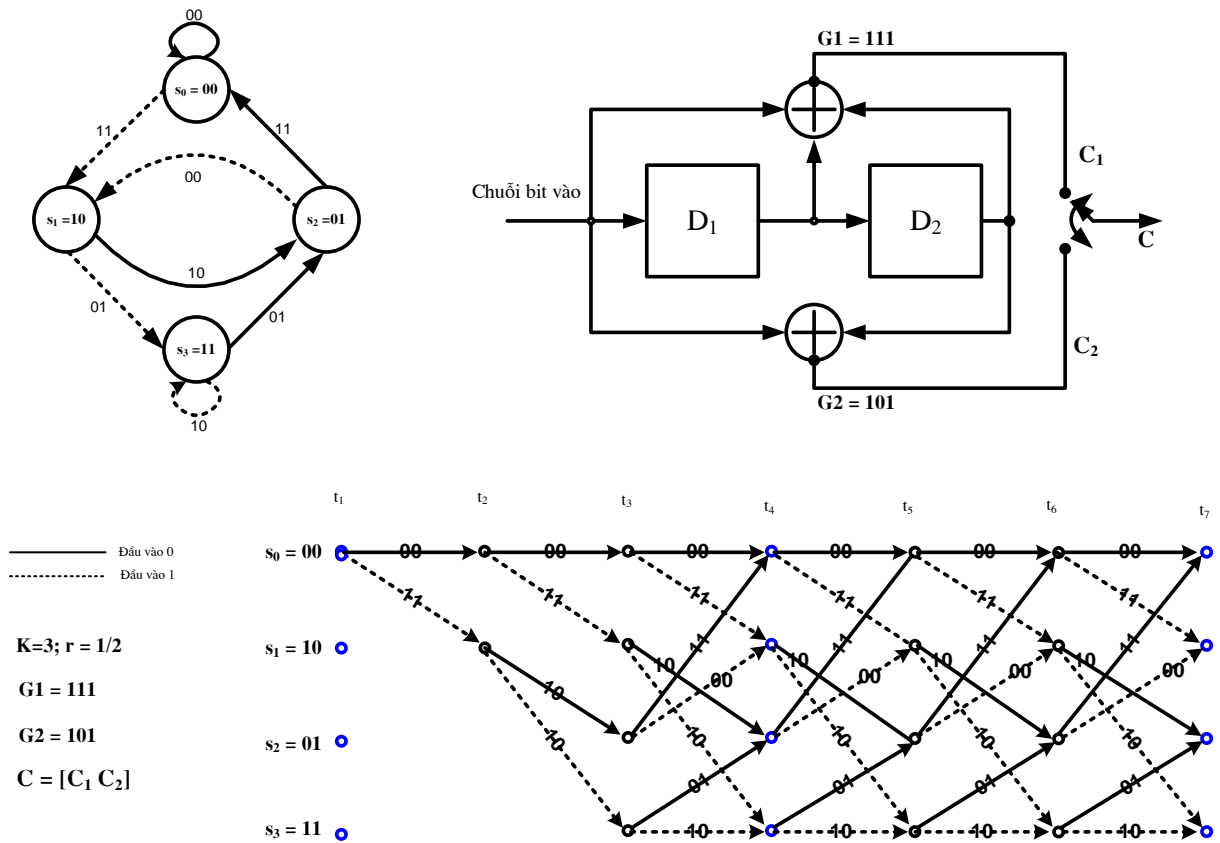 00
s₀ = 00
11
11
00
s₁ =10
s₂ =01
10
01
01
s₃ =11
10
G1 = 111
Chuỗi bit vào
D₁
D₂
C₁
C
C₂
G2 = 101
t₁
t₂
t₃
t₄
t₅
t₆
t₇
Đầu vào 0
Đầu vào 1
K=3; r = 1/2
G1 = 111
G2 = 101
C = [C₁ C₂]
s₀ = 00
s₁ = 10
s₂ = 01
s₃ = 11
00 00 00 00 00 00
11 11 11 11 11 11
11 11 11 11
10 10 10 10 10
00 00 00 00
10 10 10 10 10
01 01 01 01
10 10 10 10